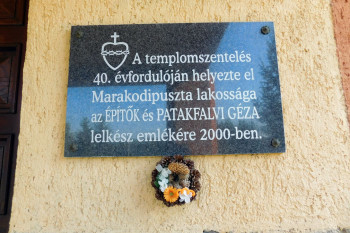 A templomszentelés
40. évfordulóján helyezte el
Marakodipuszta lakossága
az ÉPÍTŐK és PATAKFALVI GÉZA
lelkész emlékére 2000-ben.